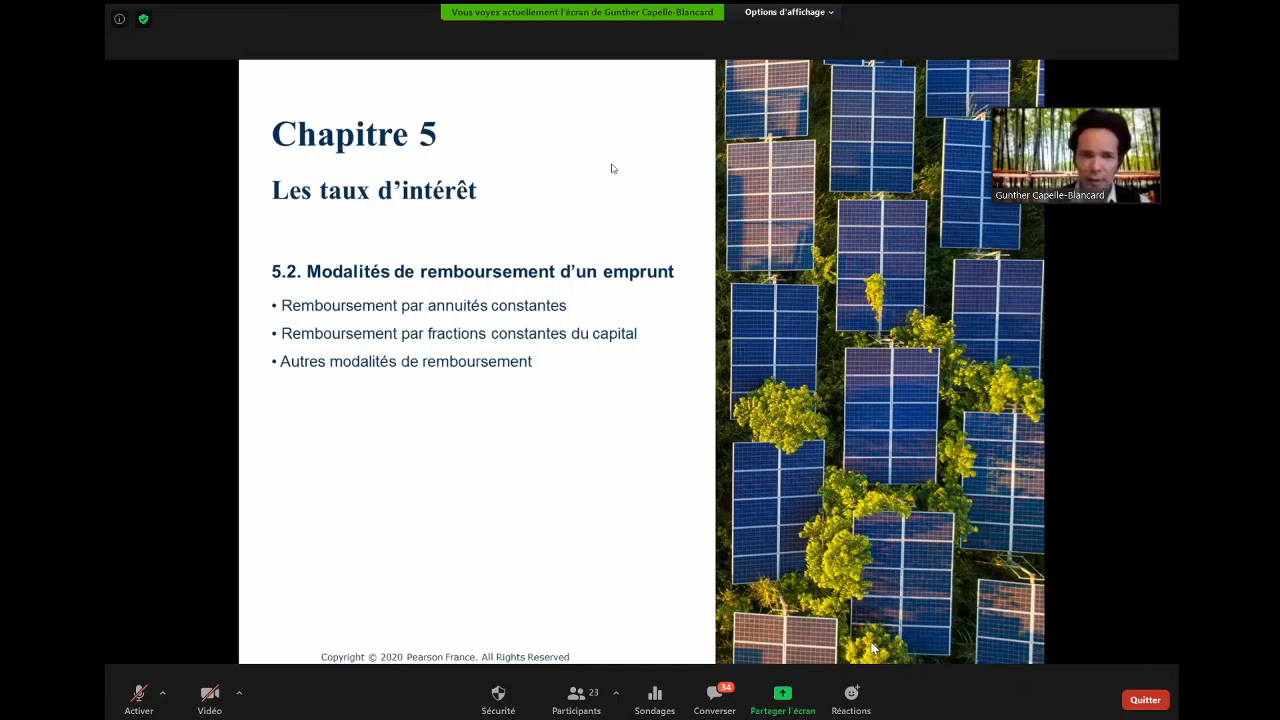 Vous voyez actuellement l'écran de Gunther Capelle-Blancard
Options d'affichage
Chapitre 5
Les taux d'intérêt
5.2. Modalités de remboursement d'un emprunt
• Remboursement par annuités constantes
• Remboursement par fractions constantes du capital
• Autres modalités de remboursement
Gunther Capelle-Blancard
Copyright © 2020 Pearson France. All Rights Reserved
Activer
Vidéo
Sécurité
23
Participants
Sondages
34
Converser
Partager l'écran
Réactions
Quitter